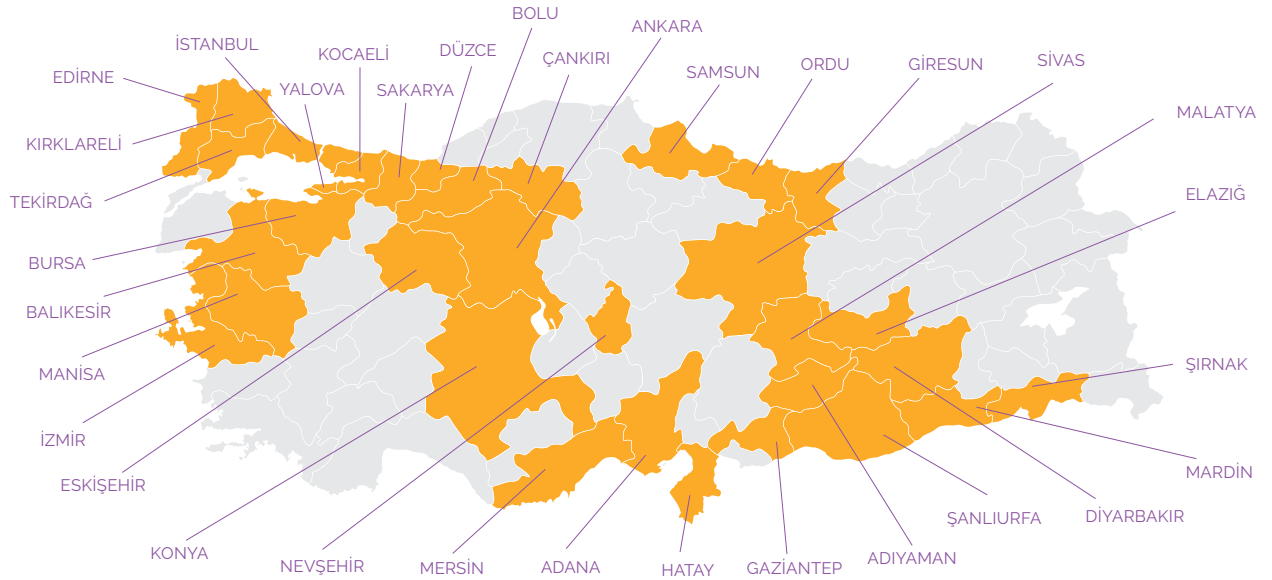 BOLU
ANKARA
İSTANBUL
KOCAELİ
DÜZCE
ÇANKIRI
SİVAS
EDİRNE
YALOVA
SAKARYA
SAMSUN
ORDU
GİRESUN
MALATYA
KIRKLARELİ
TEKİRDAĞ
ELAZIĞ
BURSA
BALIKESİR
MANİSA
ŞIRNAK
İZMİR
ESKİŞEHİR
MARDİN
KONYA
NEVŞEHİR
MERSİN
ADANA
HATAY
GAZİANTEP
ADIYAMAN
ŞANLIURFA
DİYARBAKIR